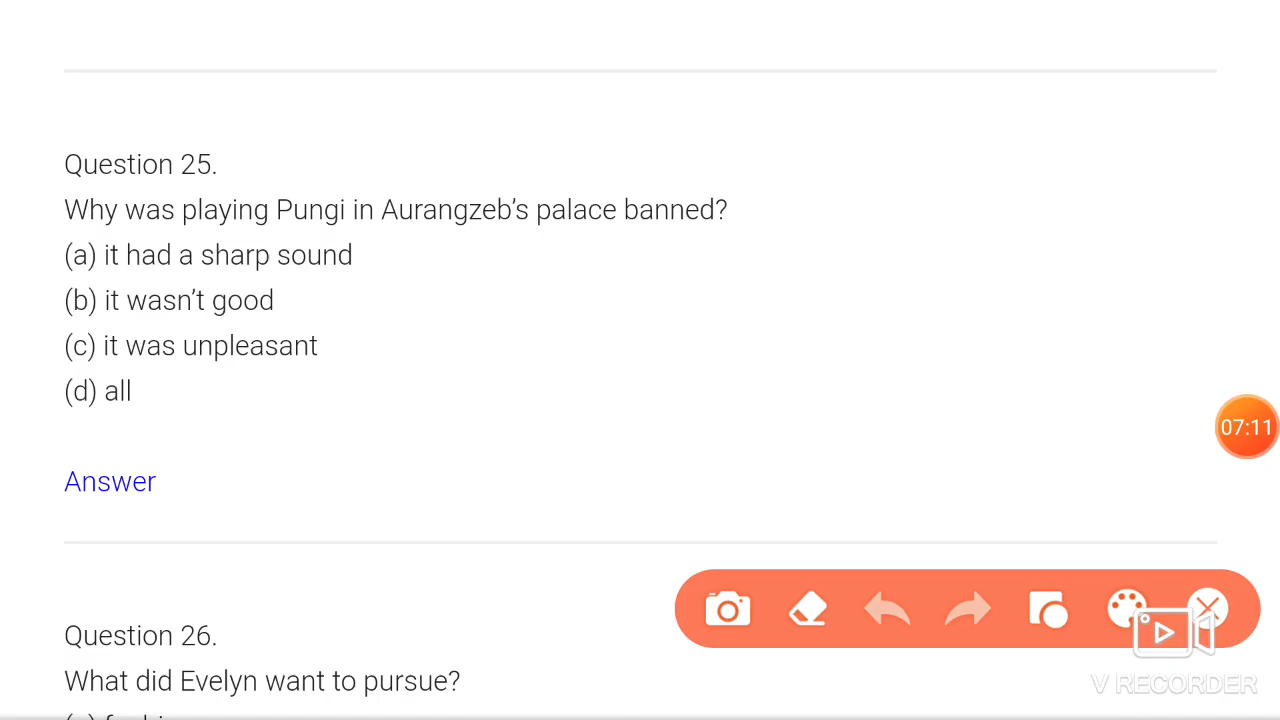 Question 25.
Why was playing Pungi in Aurangzeb’s palace banned?
(a) it had a sharp sound
(b) it wasn’t good
(c) it was unpleasant
(d) all
07:11
Answer
Question 26.
What did Evelyn want to pursue?
V RECORDER